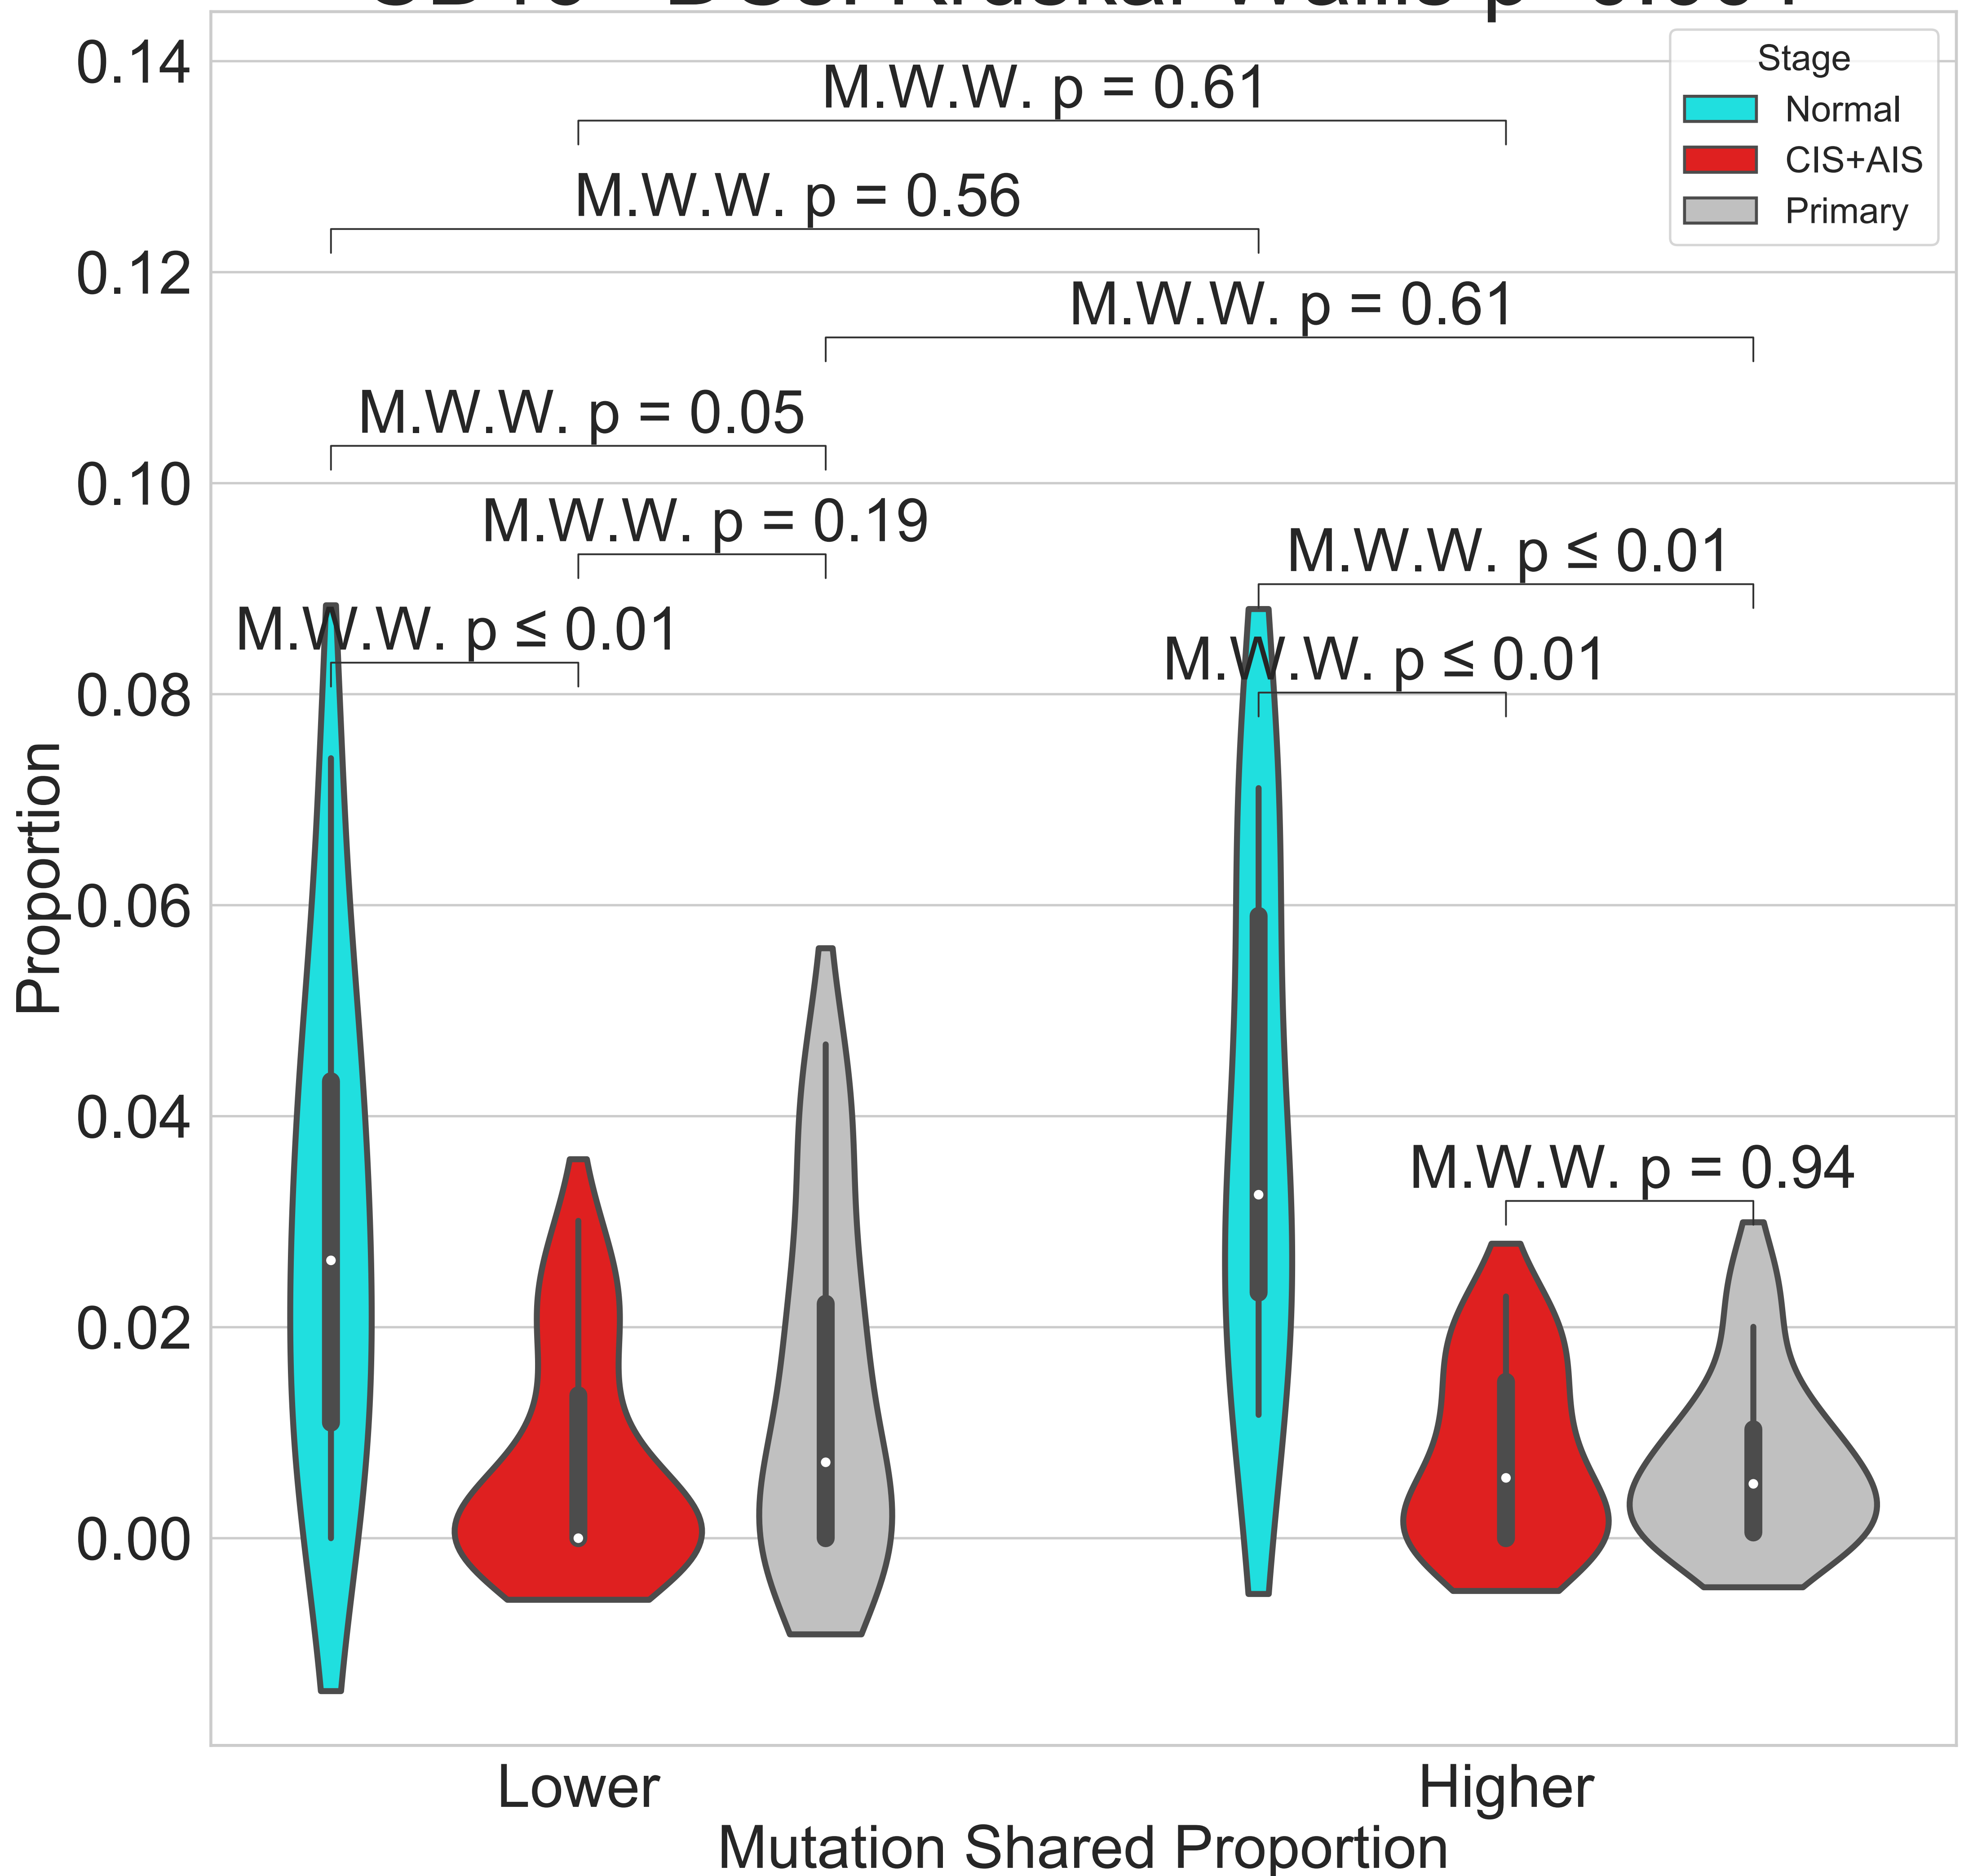 0.14
0.12
0.10
0.08
0.06
0.04
0.02
0.00
Proportion
M.W.W. p = 0.61
M.W.W. p = 0.56
M.W.W. p = 0.61
M.W.W. p = 0.05
M.W.W. p = 0.19
M.W.W. p ≤ 0.01
M.W.W. p ≤ 0.01
M.W.W. p ≤ 0.01
M.W.W. p = 0.94
Stage
Normal
CIS+AIS
Primary
Lower
Higher
Mutation Shared Proportion